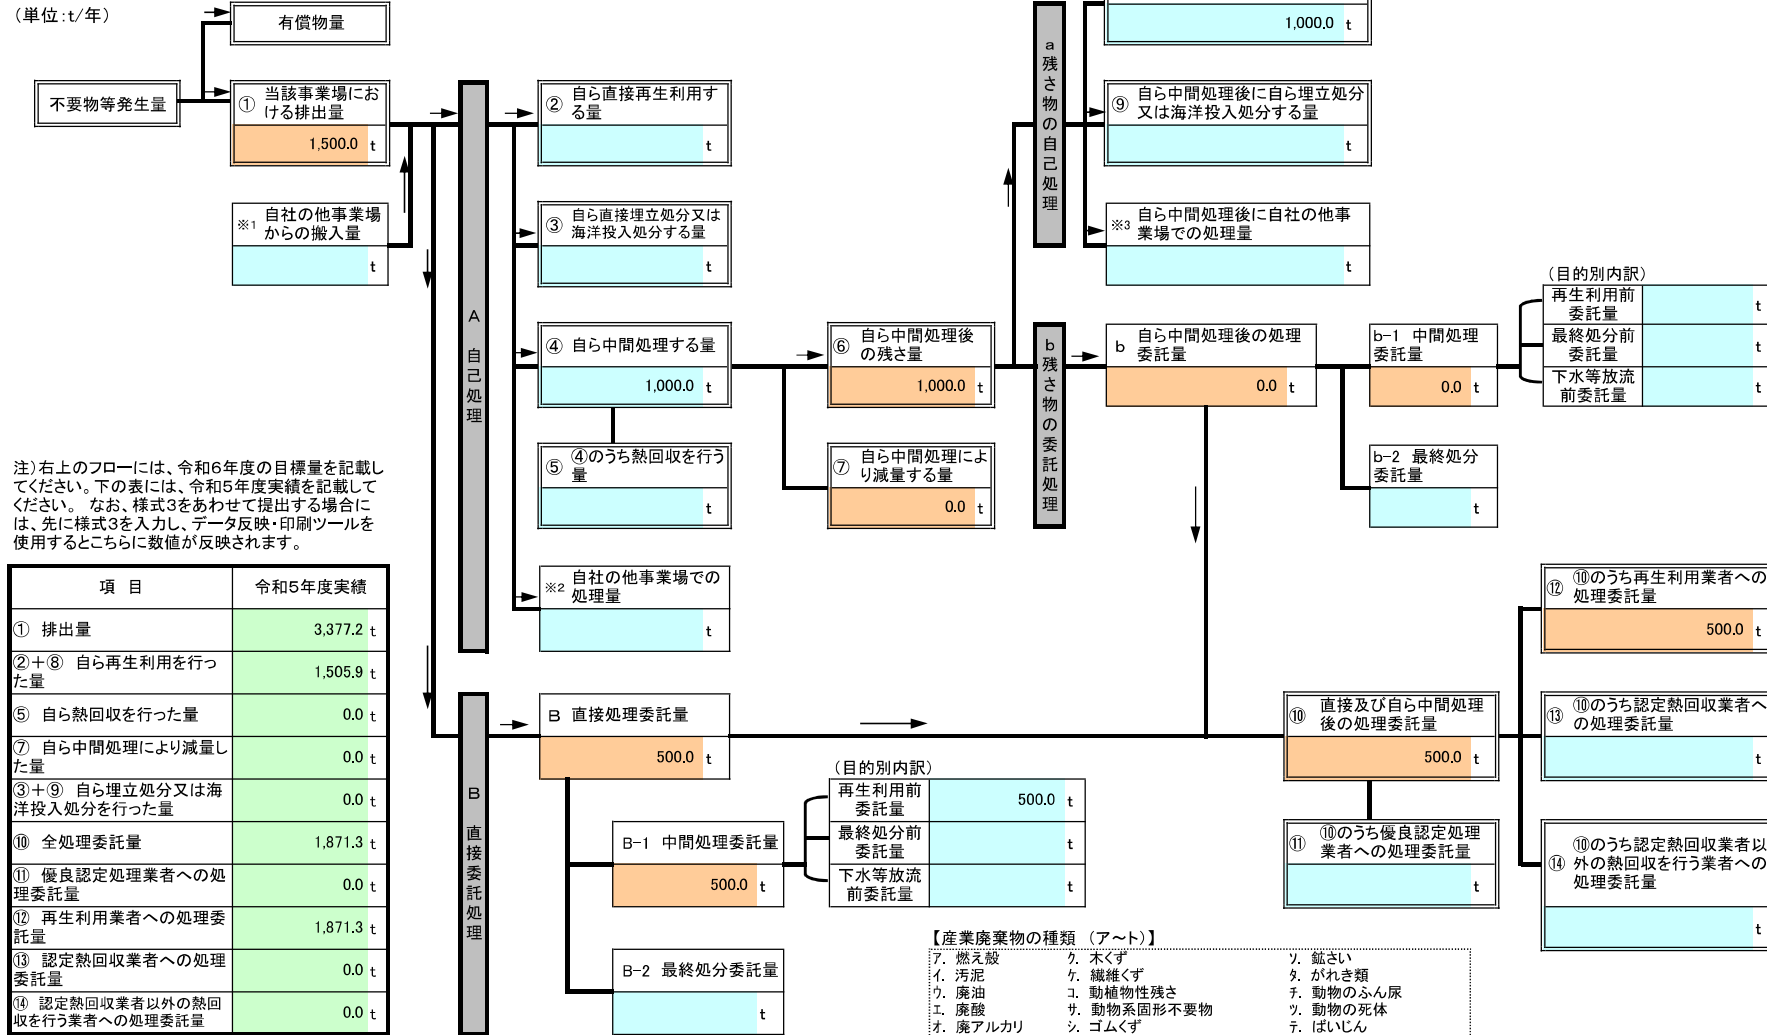 (単位:t/年)
有償物量
不要物等発生量
① 当該事業場にお
ける排出量
1,500.0 t
※1 自社の他事業場
からの搬入量
t
A 自己処理
② 自ら直接再生利用す
る量
t
③ 自ら直接埋立処分又は
海洋投入処分する量
t
④ 自ら中間処理する量
1,000.0 t
⑤ ④のうち熱回収を行う
量
t
※2 自社の他事業場での
処理量
t
⑥ 自ら中間処理後
の残さ量
1,000.0 t
⑦ 自ら中間処理によ
り減量する量
0.0 t
a 残さ物の自己処理
1,000.0 t
⑨ 自ら中間処理後に自ら埋立処分
又は海洋投入処分する量
t
※3 自ら中間処理後に自社の他事
業場での処理量
t
b 残さ物の委託処理
b 自ら中間処理後の処理
委託量
0.0 t
b-1 中間処理
委託量
0.0 t
b-2 最終処分
委託量
t
(目的別内訳)
再生利用前
委託量
t
最終処分前
委託量
t
下水等放流
前委託量
t
注)右上のフローには、令和6年度の目標量を記載し
てください。下の表には、令和5年度実績を記載して
ください。 なお、様式3をあわせて提出する場合に
は、先に様式3を入力し、データ反映・印刷ツールを
使用するとこちらに数値が反映されます。
項 目 令和5年度実績
① 排出量 3,377.2 t
②+⑧ 自ら再生利用を行っ
た量 1,505.9 t
⑤ 自ら熱回収を行った量 0.0 t
⑦ 自ら中間処理により減量し
た量 0.0 t
③+⑨ 自ら埋立処分又は海
洋投入処分を行った量 0.0 t
⑩ 全処理委託量 1,871.3 t
⑪ 優良認定処理業者への処
理委託量 0.0 t
⑫ 再生利用業者への処理委
託量 1,871.3 t
⑬ 認定熱回収業者への処理
委託量 0.0 t
⑭ 認定熱回収業者以外の熱回
収を行う業者への処理委託量 0.0 t
B 直接委託処理
B 直接処理委託量
500.0 t
B-1 中間処理委託量
500.0 t
B-2 最終処分委託量
t
(目的別内訳)
再生利用前
委託量
500.0 t
最終処分前
委託量
t
下水等放流
前委託量
t
⑩ 直接及び自ら中間処理
後の処理委託量
500.0 t
⑪ ⑩のうち優良認定処理
業者への処理委託量
t
⑫ ⑩のうち再生利用業者への
処理委託量
500.0 t
⑬ ⑩のうち認定熱回収業者へ
の処理委託量
t
⑭ ⑩のうち認定熱回収業者以
外の熱回収を行う業者への
処理委託量
t
【産業廃棄物の種類 (ア~ト)】
ア. 燃え殻 ク. 木くず ソ. 鉱さい
イ. 汚泥 ケ. 繊維くず タ. がれき類
ウ. 廃油 コ. 動植物性残さ チ. 動物のふん尿
エ. 廃酸 サ. 動物系固形不要物 ツ. 動物の死体
オ. 廃アルカリ シ. ゴムくず テ. ばいじん